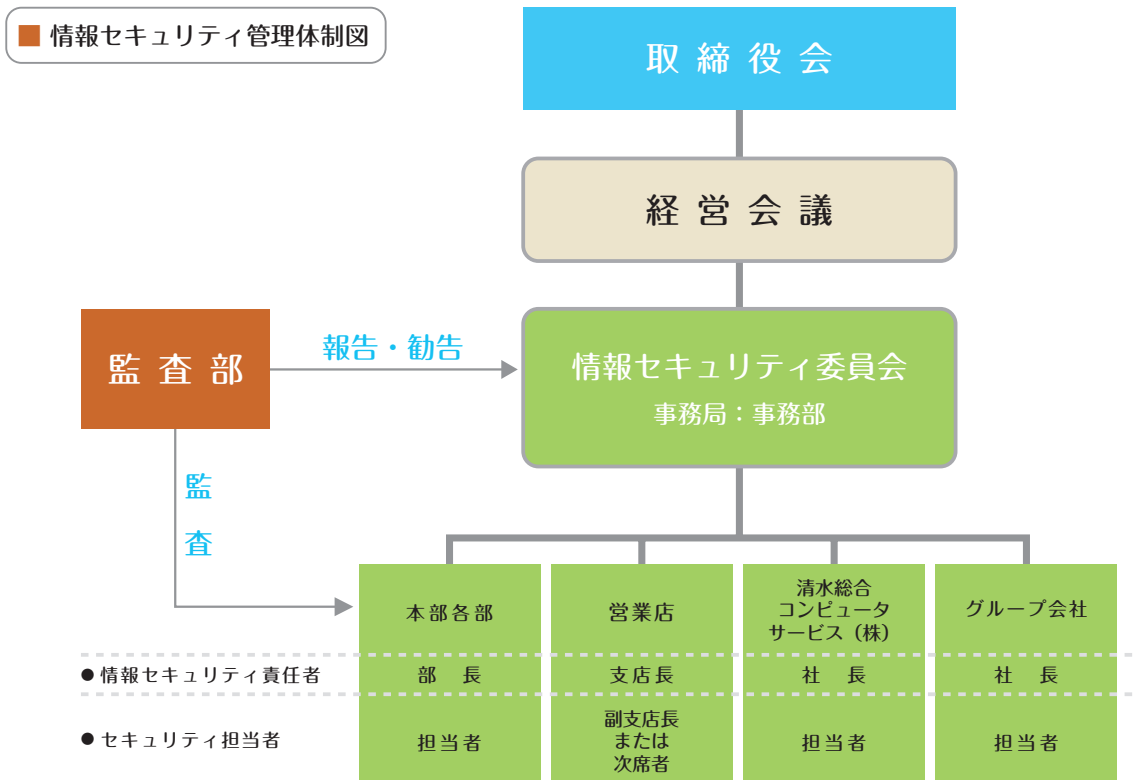 ■ 情報セキュリティ管理体制図
取締役会
経営会議
監査部
報告・勧告
情報セキュリティ委員会
事務局：事務部
監
査
本部各部
営業店
清水総合
コンピュータ
サービス（株）
グループ会社
● 情報セキュリティ責任者
部 長
支店長
社 長
社 長
● セキュリティ担当者
担当者
副支店長
または
次席者
担当者
担当者